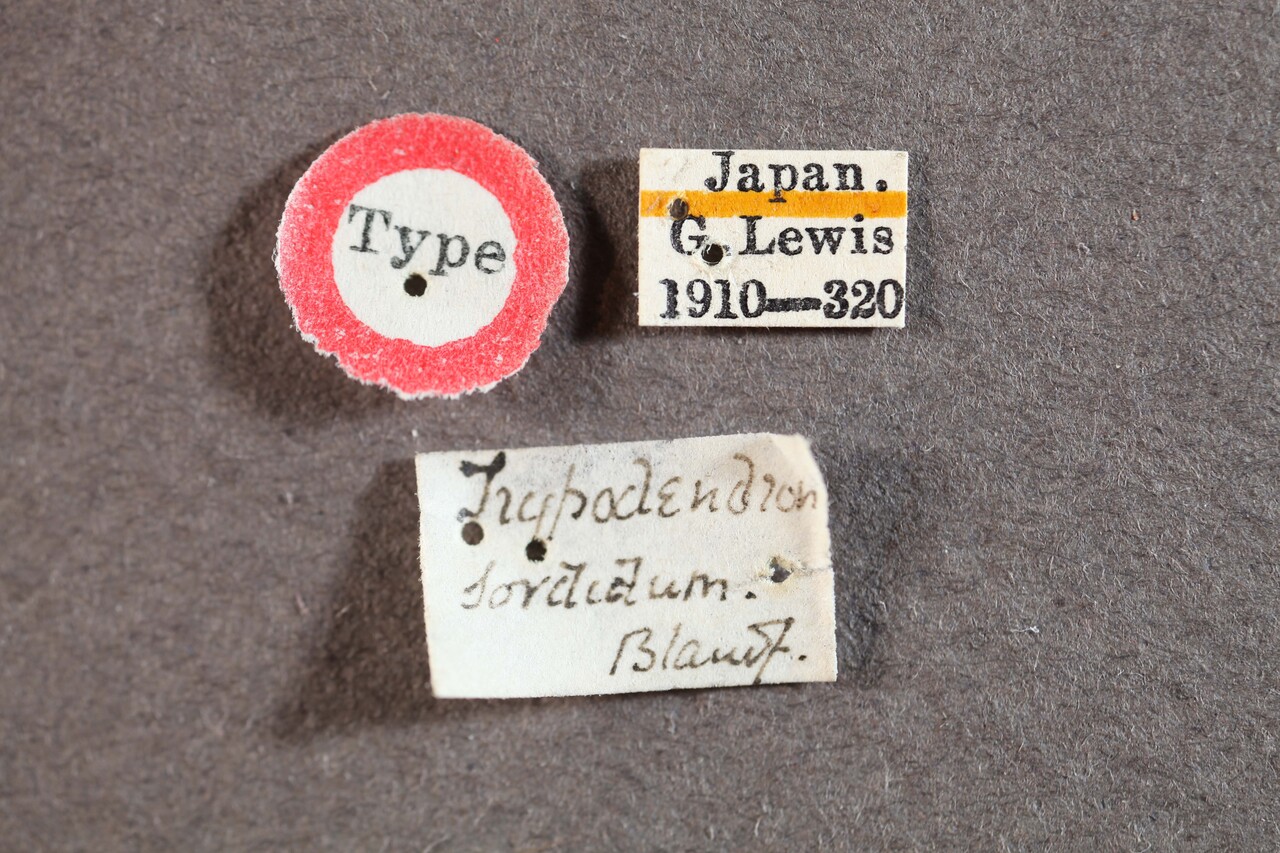 Type
Japan.
G. Lewis
1910—320
Trypodendron
sordidum.
Blandf.